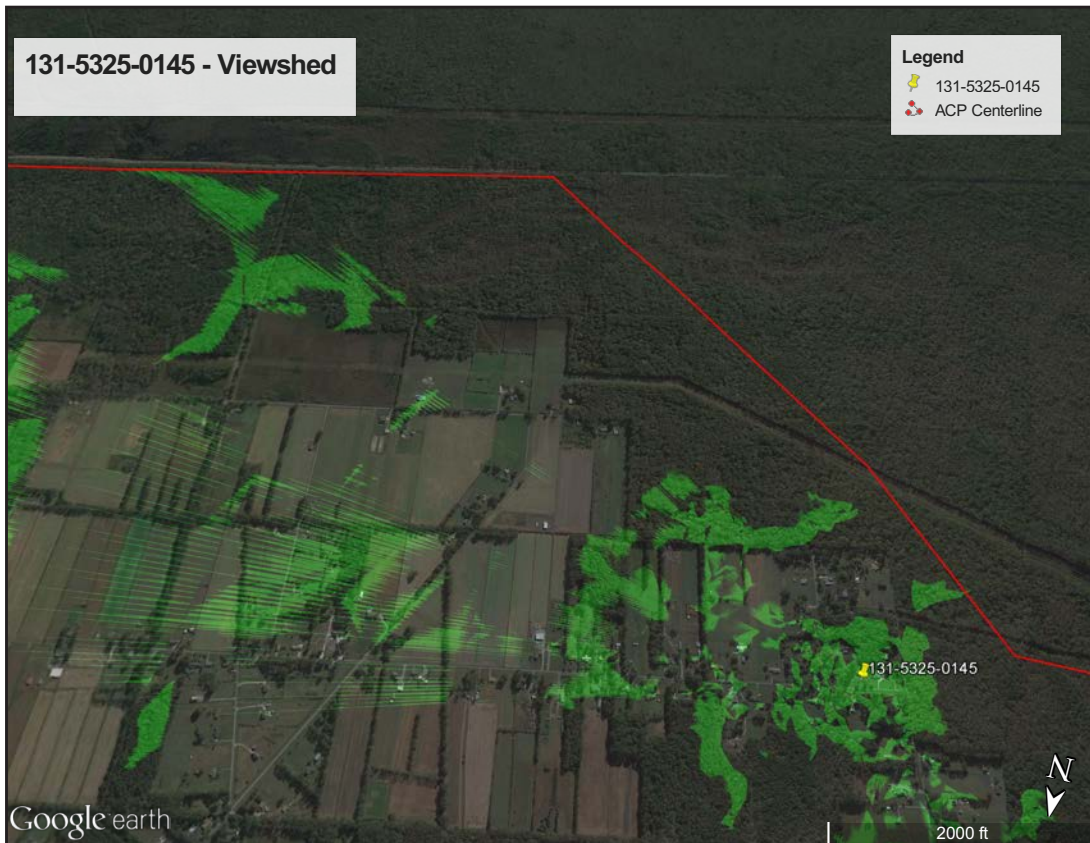 131-5325-0145 - Viewshed
Legend
131-5325-0145
ACP Centerline
131-5325-0145
N
Google earth
2000 ft